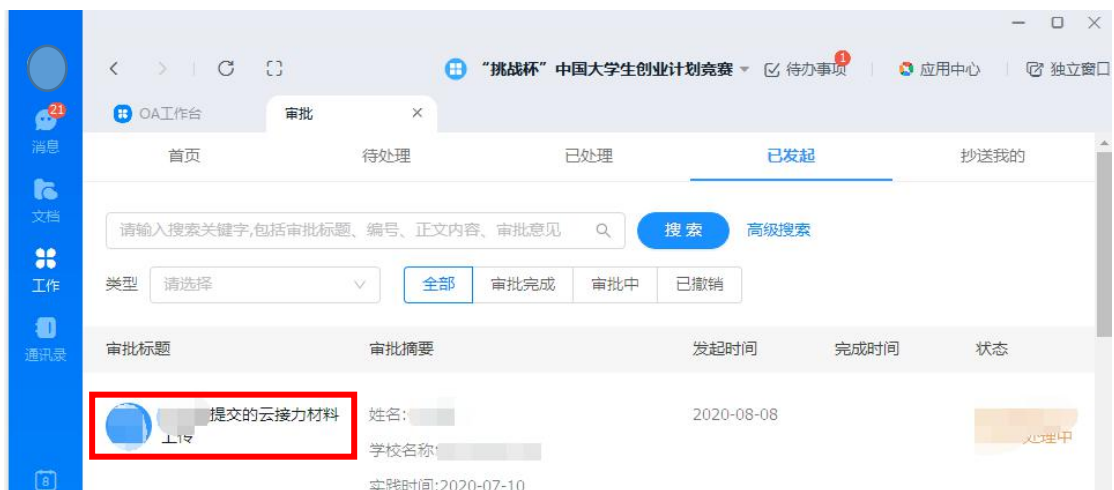 “挑战杯”中国大学生创业计划竞赛 待办事项 1 应用中心 独立窗口
21
消息
文档
工作
通讯录
8
OA工作台 审批
首页 待处理 已处理 已发起 抄送我的
请输入搜索关键字,包括审批标题、编号、正文内容、审批意见 搜索 高级搜索
类型 请选择 全部 审批完成 审批中 已撤销
审批标题 审批摘要 发起时间 完成时间 状态
提交的云接力材料 姓名: 2020-08-08
上传 处理中
学校名称:
实践时间:2020-07-10